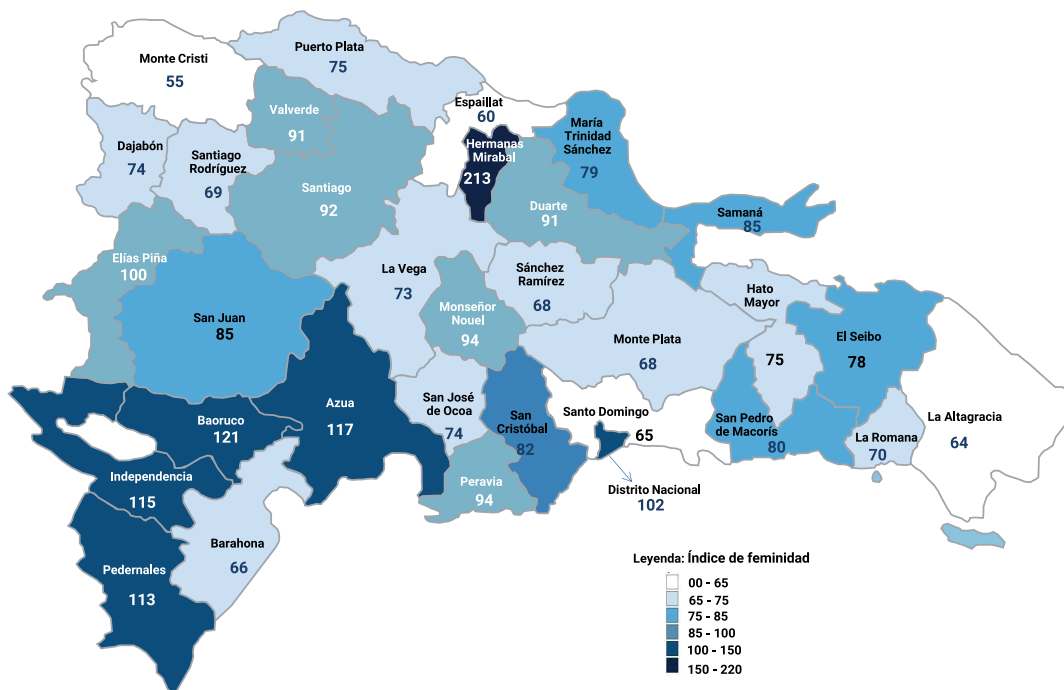 Puerto Plata
75
Monte Cristi
55
Espaillat
60
Valverde
91
María
Trinidad
Sánchez
79
Hermanas
Mirabal
213
Dajabón
74
Santiago
Rodríguez
69
Santiago
92
Duarte
91
Samaná
85
Elías Piña
100
La Vega
73
Sánchez
Ramírez
68
Hato
Mayor
75
San Juan
85
Monseñor
Nouel
94
Monte Plata
68
El Seibo
78
Azua
117
San José
de Ocoa
74
San
Cristóbal
82
Santo Domingo
65
San Pedro
de Macorís
80
La Romana
70
La Altagracia
64
Baoruco
121
Independencia
115
Peravia
94
Distrito Nacional
102
Barahona
66
Pedernales
113
Leyenda: Índice de feminidad
00 - 65
65 - 75
75 - 85
85 - 100
100 - 150
150 - 220